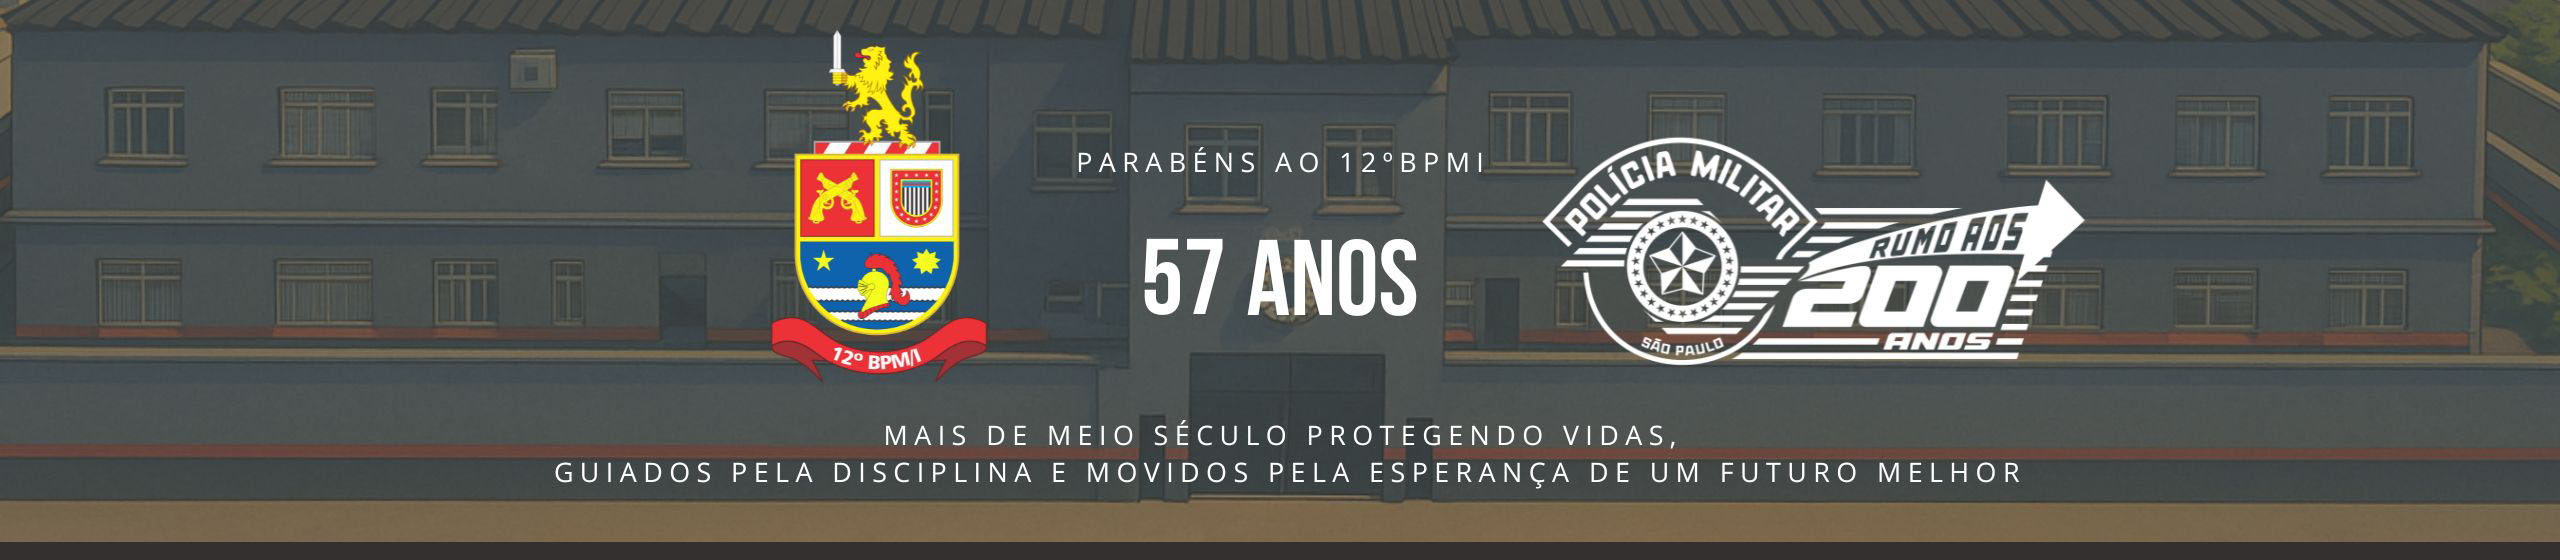 PARABÉNS AO 12ºBPMI
57 ANOS
12º BPM/I
POLÍCIA MILITAR
SÃO PAULO
RUMO AOS
200
ANOS
MAIS DE MEIO SÉCULO PROTEGENDO VIDAS,
GUIADOS PELA DISCIPLINA E MOVIDOS PELA ESPERANÇA DE UM FUTURO MELHOR